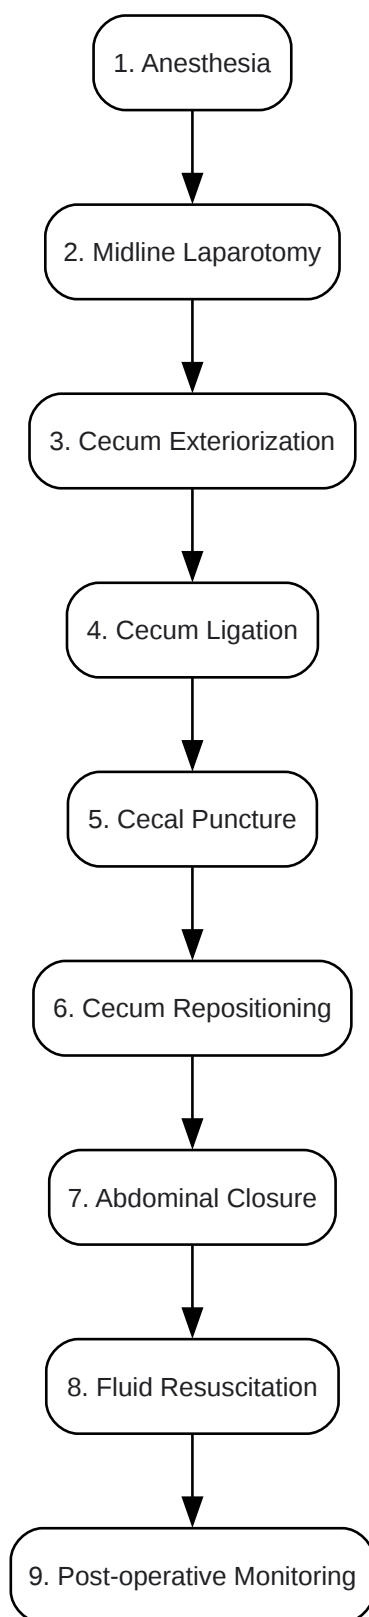 1. Anesthesia
2. Midline Laparotomy
3. Cecum Exteriorization
4. Cecum Ligation
5. Cecal Puncture
6. Cecum Repositioning
7. Abdominal Closure
8. Fluid Resuscitation
9. Post-operative Monitoring